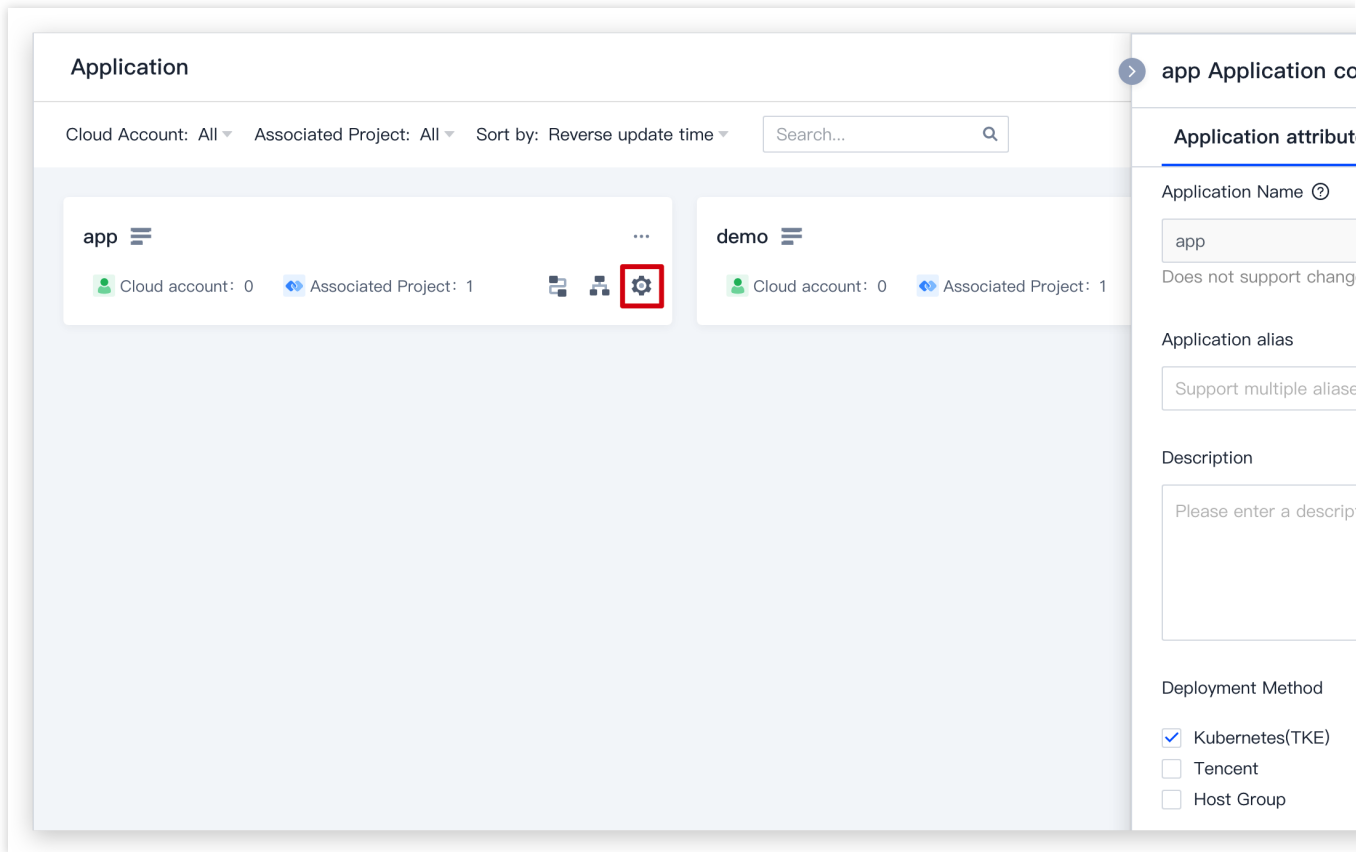 Application
Cloud Account: All Associated Project: All Sort by: Reverse update time Search...
app
Cloud account: 0 Associated Project: 1
demo
Cloud account: 0 Associated Project: 1
app Application co
Application attribut
Application Name
app
Does not support chang
Application alias
Support multiple aliase
Description
Please enter a descrip
Deployment Method
Kubernetes(TKE)
Tencent
Host Group